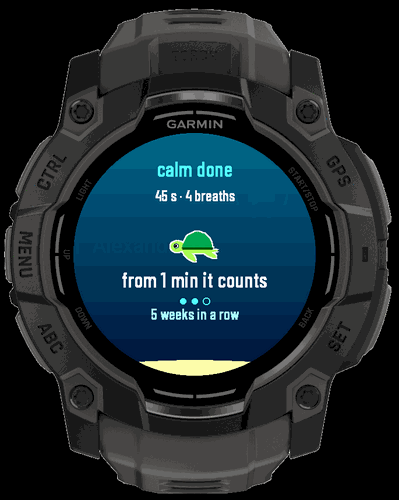 GARMIN
CTRL
LIGHT
GPS
START/STOP
MENU
UP
ABC
DOWN
SET
BACK
calm done
45 s · 4 breaths
from 1 min it counts
5 weeks in a row